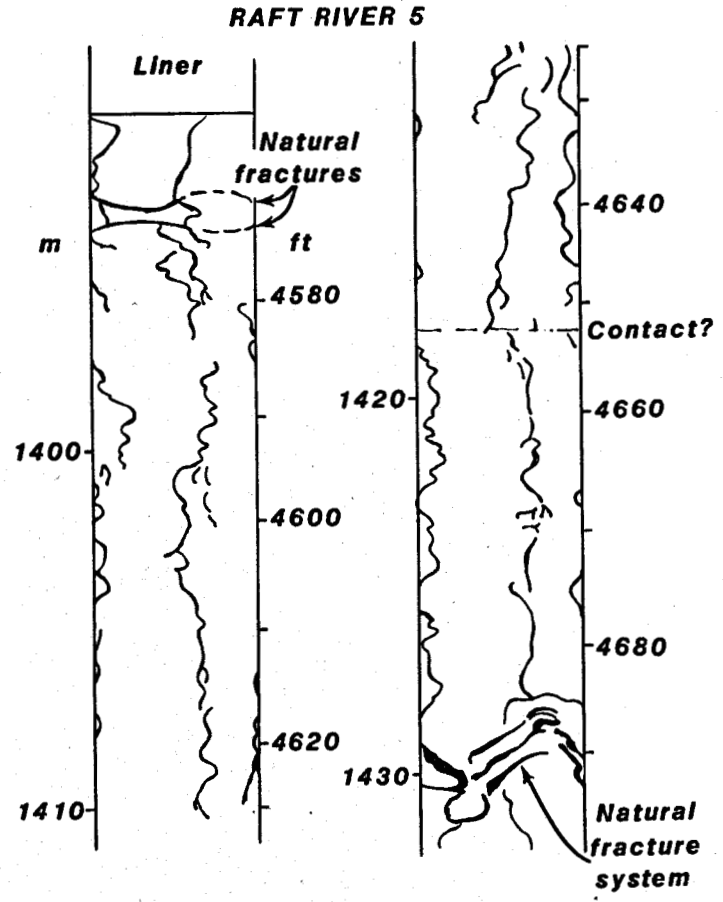 RAFT RIVER 5
Liner
Natural
fractures
m
ft
4580
1400
4600
4620
1410
4640
Contact?
1420
4660
4680
1430
Natural
fracture
system